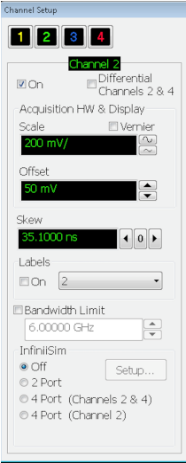 Channel Setup
1 2 3 4
Channel 2
On
Differential
Channels 2 & 4
Acquisition HW & Display
Scale
Vernier
200 mV/
Offset
50 mV
Skew
35.1000 ns
0
Labels
On
2
Bandwidth Limit
6.00000 GHz
InfiniiSim
Off
Setup...
2 Port
4 Port (Channels 2 & 4)
4 Port (Channel 2)